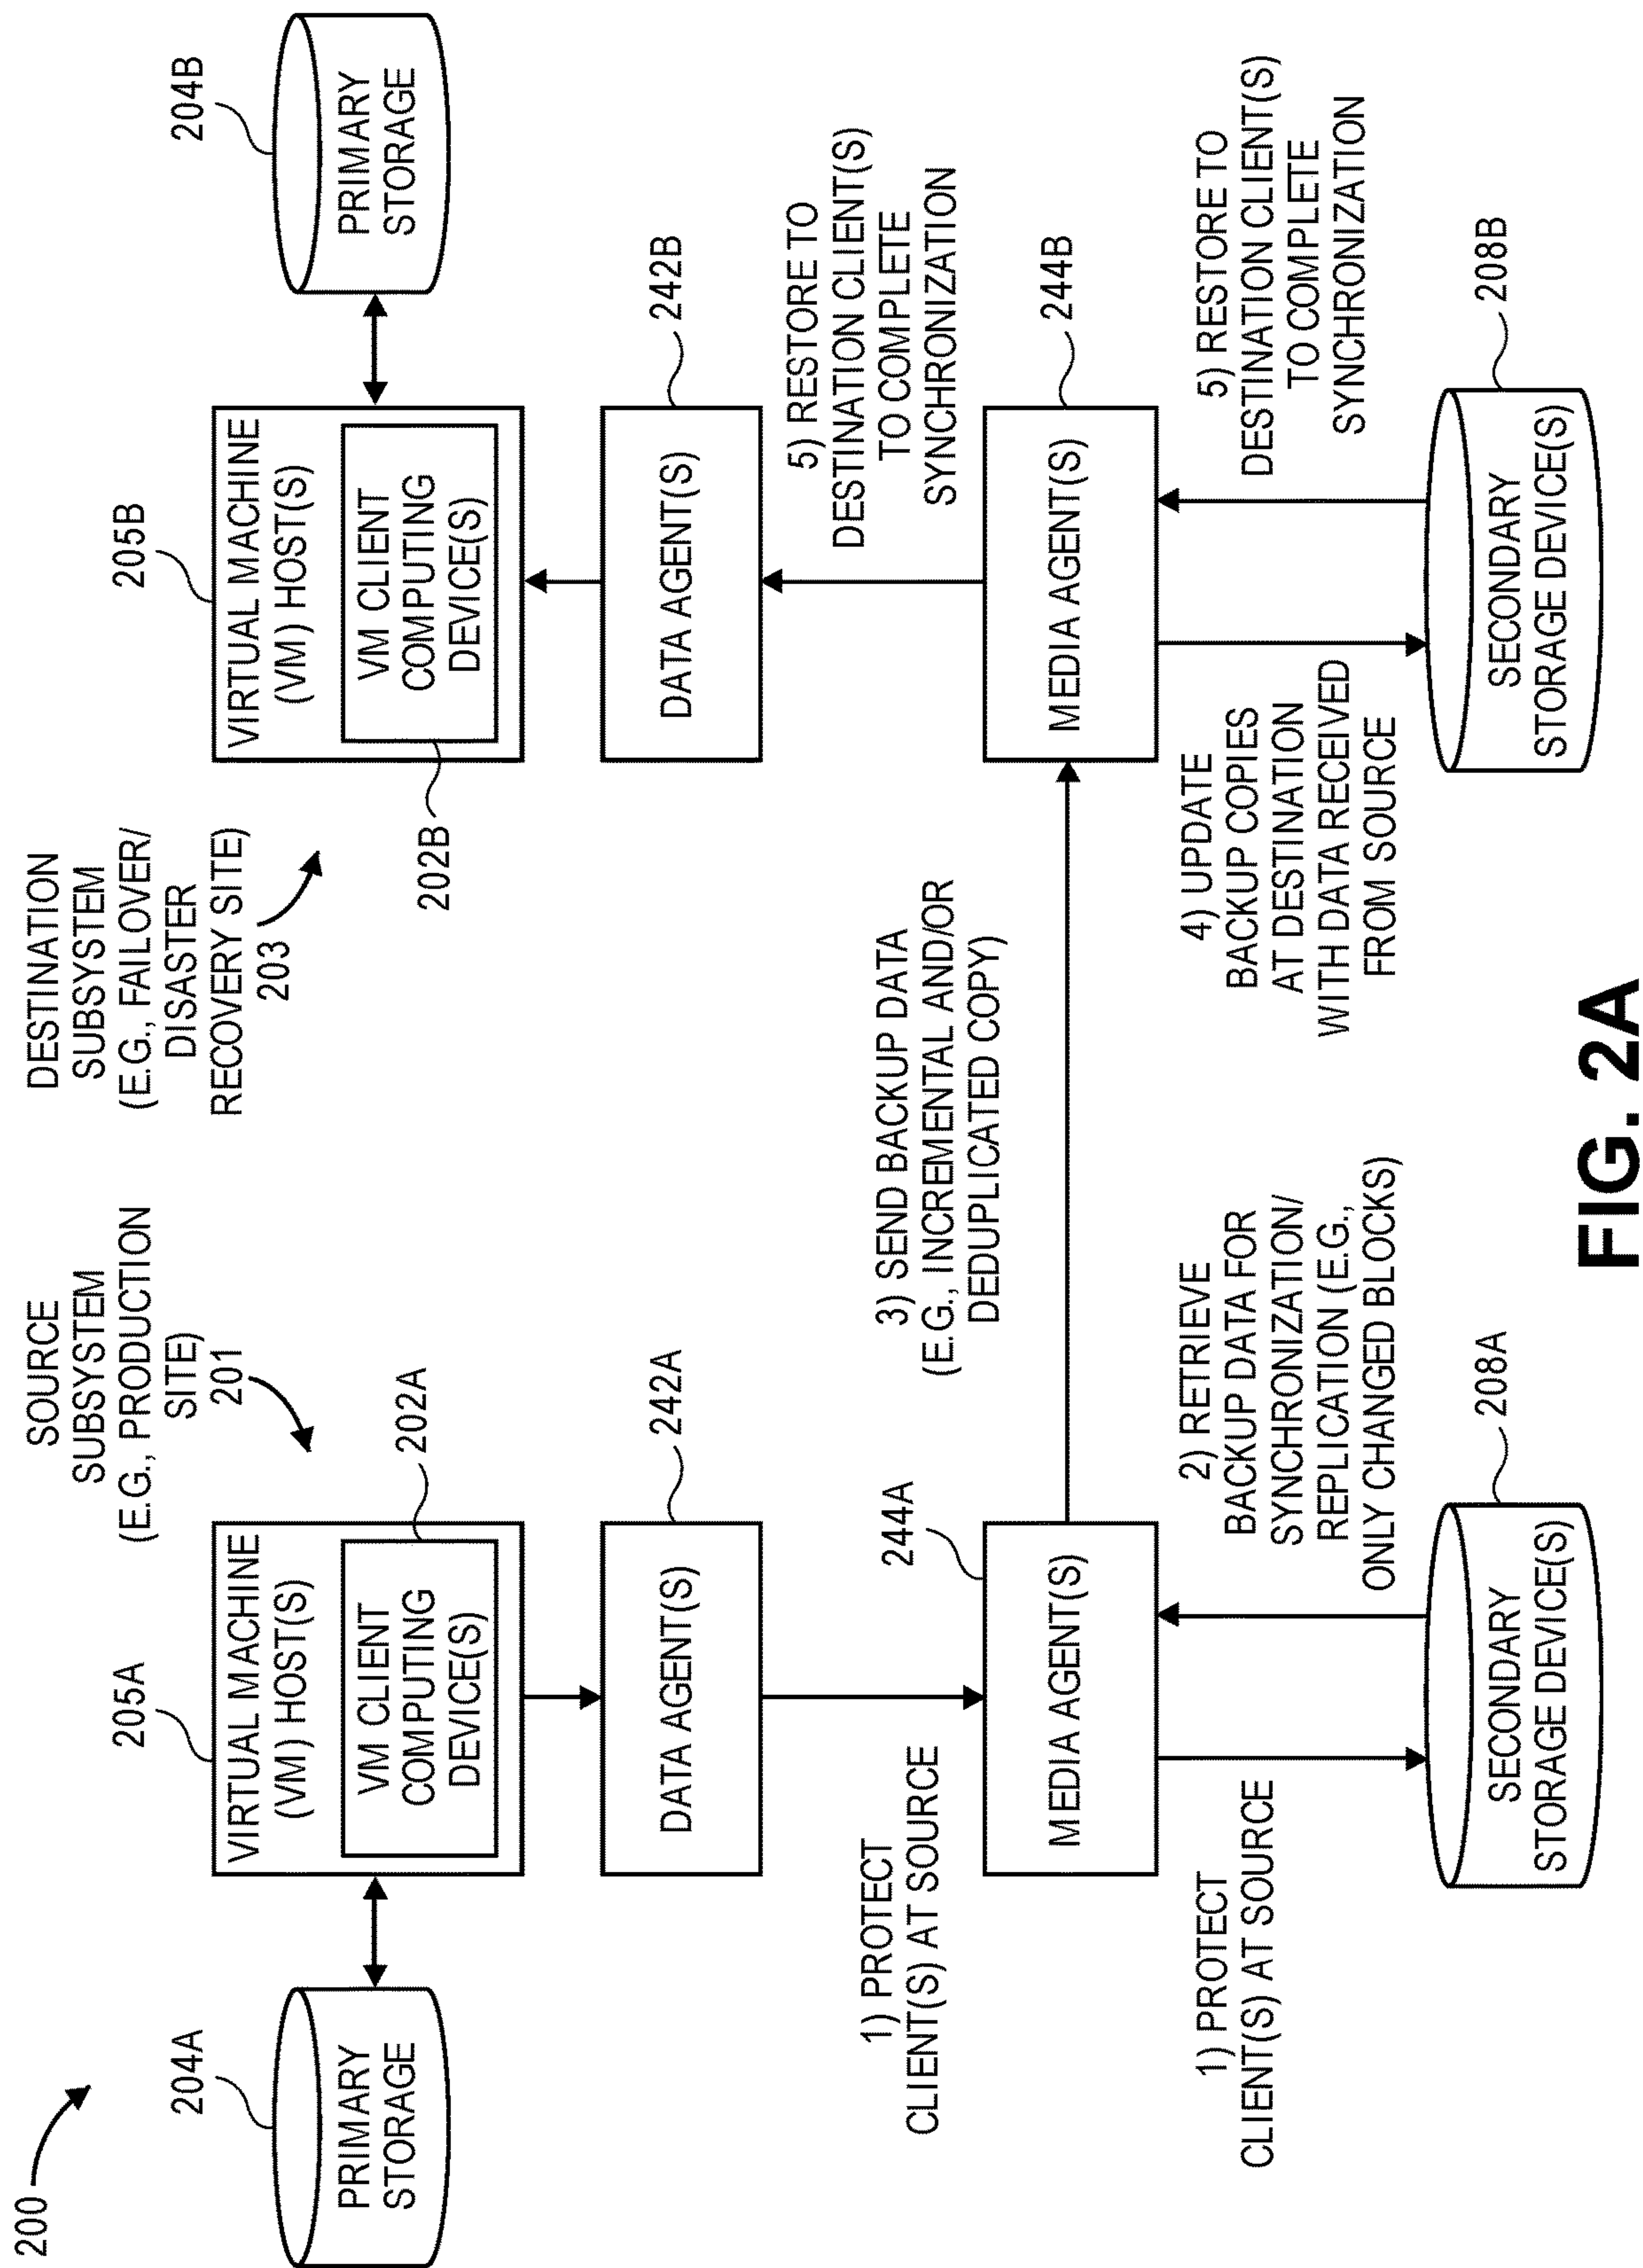 200
SOURCE
SUBSYSTEM
(E.G., PRODUCTION
SITE)
201
DESTINATION
SUBSYSTEM
(E.G., FAILOVER/
DISASTER
RECOVERY SITE)
203
204A
PRIMARY
STORAGE
205A
VIRTUAL MACHINE
(VM) HOST(S)
VM CLIENT
COMPUTING
DEVICE(S)
202A
205B
VIRTUAL MACHINE
(VM) HOST(S)
VM CLIENT
COMPUTING
DEVICE(S)
202B
204B
PRIMARY
STORAGE
DATA AGENT(S)
242A
DATA AGENT(S)
242B
1) PROTECT
CLIENT(S) AT SOURCE
3) SEND BACKUP DATA
(E.G., INCREMENTAL AND/OR
DEDUPLICATED COPY)
5) RESTORE TO
DESTINATION CLIENT(S)
TO COMPLETE
SYNCHRONIZATION
244A
MEDIA AGENT(S)
MEDIA AGENT(S)
244B
1) PROTECT
CLIENT(S) AT SOURCE
2) RETRIEVE
BACKUP DATA FOR
SYNCHRONIZATION/
REPLICATION (E.G.,
ONLY CHANGED BLOCKS)
4) UPDATE
BACKUP COPIES
AT DESTINATION
WITH DATA RECEIVED
FROM SOURCE
5) RESTORE TO
DESTINATION CLIENT(S)
TO COMPLETE
SYNCHRONIZATION
SECONDARY
STORAGE DEVICE(S)
208A
SECONDARY
STORAGE DEVICE(S)
208B
FIG. 2A